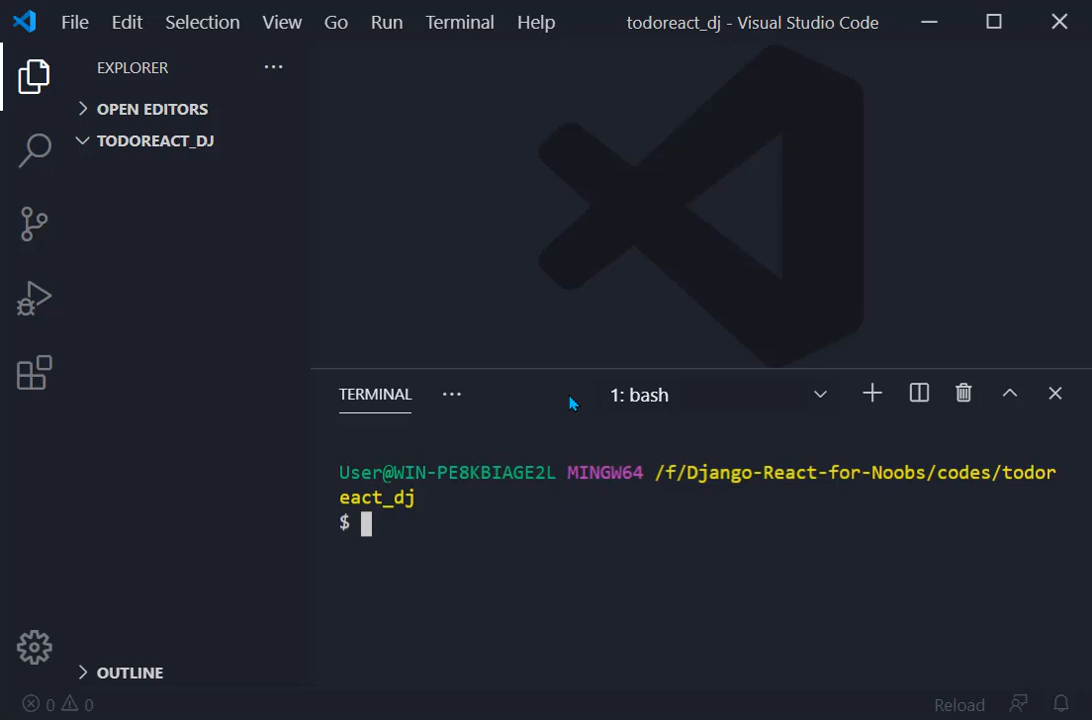 File Edit Selection View Go Run Terminal Help todoreact_dj - Visual Studio Code
EXPLORER
OPEN EDITORS
TODOREACT_DJ
TERMINAL 1: bash
User@WIN-PE8KBIAGE2L MINGW64 /f/Django-React-for-Noobs/codes/todor
eact_dj
$
OUTLINE
0 0 Reload